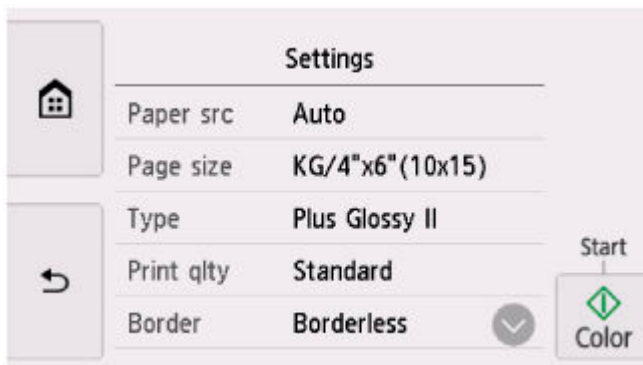 Settings
Paper src Auto
Page size KG/4"x6"(10x15)
Type Plus Glossy II
Print qlty Standard
Border Borderless
Start
Color